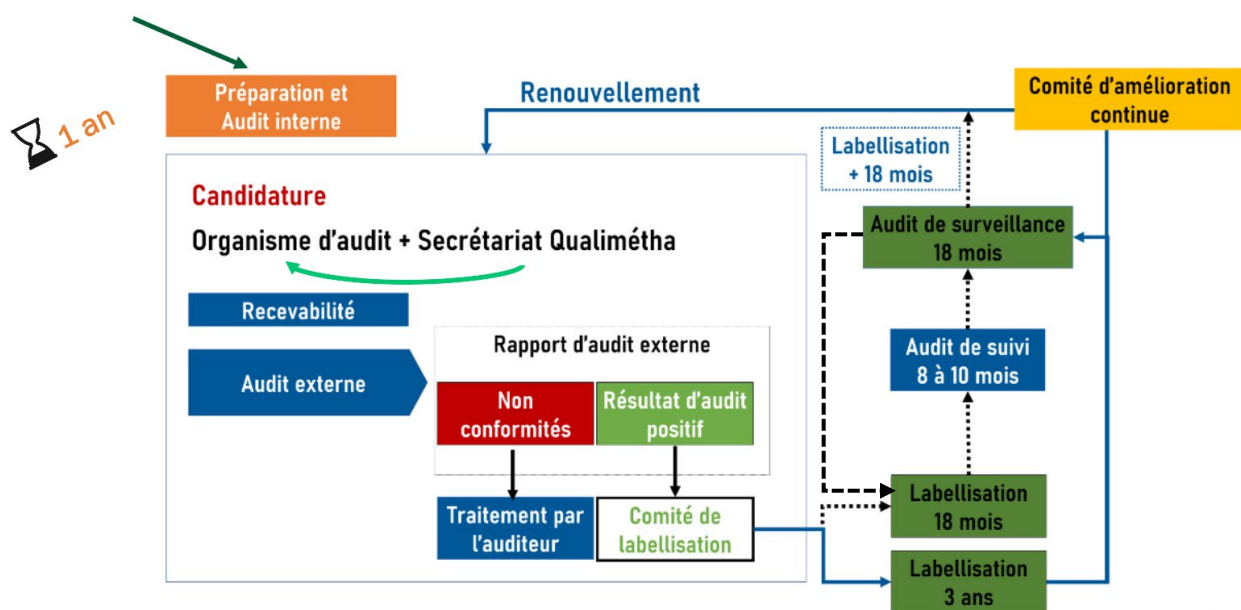 1 an
Préparation et
Audit interne
Renouvellement
Comité d'amélioration
continue
Labellisation
+ 18 mois
Candidature
Organisme d'audit + Secrétariat Qualimétha
Audit de surveillance
18 mois
Recevabilité
Audit externe
Rapport d'audit externe
Non
conformités
Résultat d'audit
positif
Audit de suivi
8 à 10 mois
Traitement par
l'auditeur
Comité de
labellisation
Labellisation
18 mois
Labellisation
3 ans